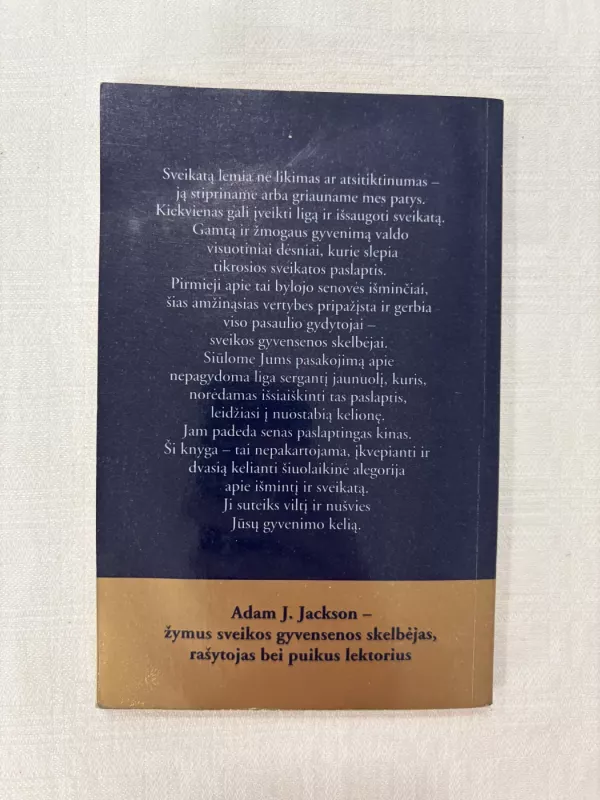 Sveikatą lemia ne likimas ar atsitiktinumas –
ją stipriname arba griauname mes patys.
Kiekvienas gali įveikti ligą ir išsaugoti sveikatą.
Gamtą ir žmogaus gyvenimą valdo
visuotiniai dėsniai, kurie slepia
tikrosios sveikatos paslaptis.
Pirmieji apie tai bylojo senovės išminčiai,
šias amžinąsias vertybes pripažįsta ir gerbia
viso pasaulio gydytojai –
sveikos gyvensenos skelbėjai.
Siūlome Jums pasakojimą apie
nepagydoma liga sergantį jaunuolį, kuris,
norėdamas išsiaiškinti tas paslaptis,
leidžiasi į nuostabią kelionę.
Jam padeda senas paslaptingas kinas.
Ši knyga – tai nepakartojama, įkvepianti ir
dvasią kelianti šiuolaikinė alegorija
apie išmintį ir sveikatą.
Ji suteiks viltį ir nušvies
Jūsų gyvenimo kelią.
Adam J. Jackson –
žymus sveikos gyvensenos skelbėjas,
rašytojas bei puikus lektorius